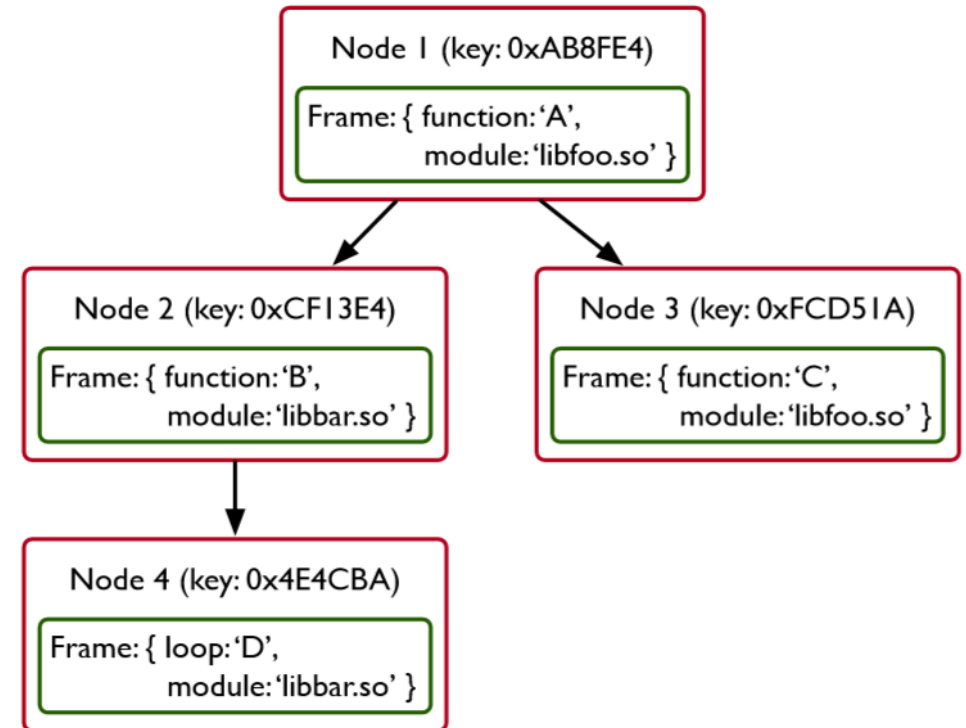 Node 1 (key: 0xAB8FE4)
Frame: { function: ‘A’,
module: ‘libfoo.so’ }
Node 2 (key: 0xCF13E4)
Frame: { function: ‘B’,
module: ‘libbar.so’ }
Node 3 (key: 0xFCD51A)
Frame: { function: ‘C’,
module: ‘libfoo.so’ }
Node 4 (key: 0x4E4CBA)
Frame: { loop: ‘D’,
module: ‘libbar.so’ }